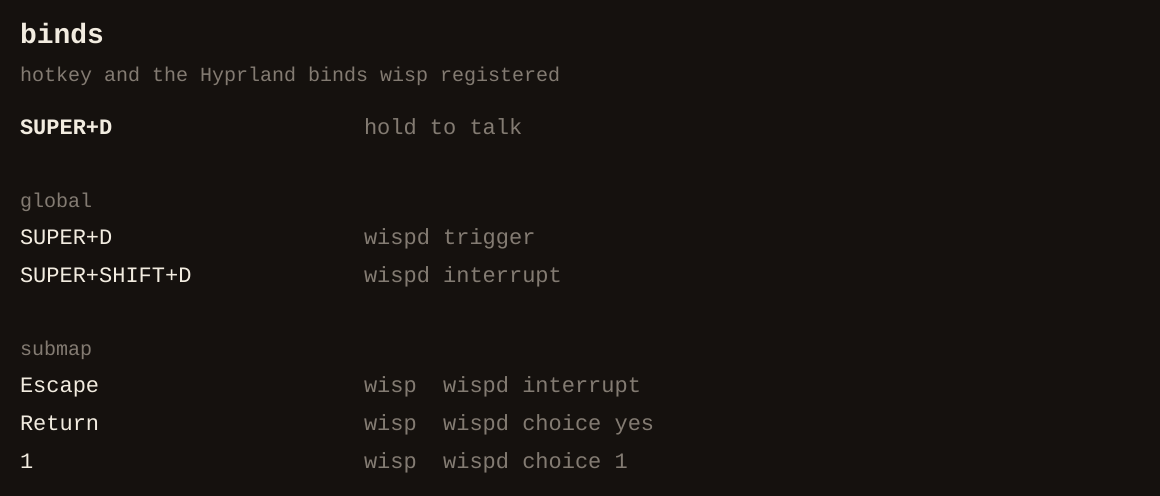 binds
hotkey and the Hyprland binds wisp registered
SUPER+D hold to talk
global
SUPER+D wispd trigger
SUPER+SHIFT+D wispd interrupt
submap
Escape wisp wispd interrupt
Return wisp wispd choice yes
1 wisp wispd choice 1